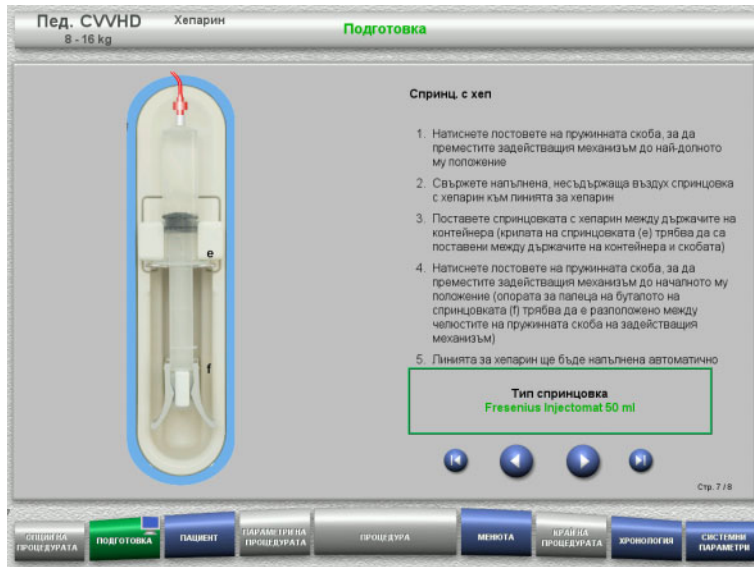 Пед. CVVHD Хепарин
8 - 16 kg
Подготовка
Спринц. с хеп
1. Натиснете постовете на пружинната скоба, за да
преместите задействащия механизъм до най-долното
му положение
2. Свържете напълнена, несъдържаща въздух спринцовка
с хепарин към линията за хепарин
3. Поставете спринцовката с хепарин между държачите на
контейнера (крилата на спринцовката (e) трябва да са
поставени между държачите на контейнера и скобата)
4. Натиснете постовете на пружинната скоба, за да
преместите задействащия механизъм до началното му
положение (опората за палеца на буталото на
спринцовката (f) трябва да е разположено между
челюстите на пружинната скоба на задействащия
механизъм)
5. Линията за хепарин ще бъде напълнена автоматично
e
f
Тип спринцовка
Fresenius Injectomat 50 ml
Стр. 7 / 8
ОПЦИИ НА
ПРОЦЕДУРАТА
ПОДГОТОВКА
ПАЦИЕНТ
ПАРАМЕТРИ НА
ПРОЦЕДУРАТА
ПРОЦЕДУРА
МЕНЮТА
КРАЙ НА
ПРОЦЕДУРАТА
ХРОНОЛОГИЯ
СИСТЕМНИ
ПАРАМЕТРИ